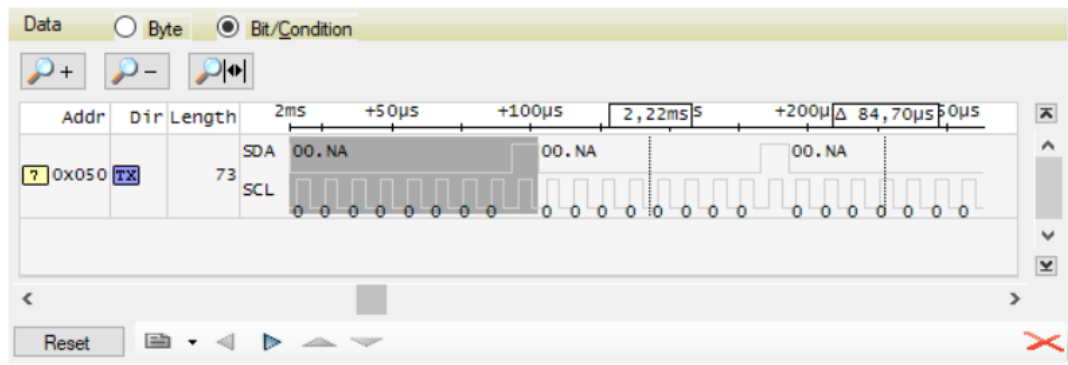 Data Byte Bit/Condition
+ −
Addr Dir Length 2ms +50µs +100µs 2,22ms s +200µ Δ 84,70µs 50µs
SDA 00.NA 00.NA 00.NA
? 0x050 TX 73
SCL
0 0 0 0 0 0 0 0 0 0 0 0 0 0 0 0 0 0 0 0 0 0 0
Reset